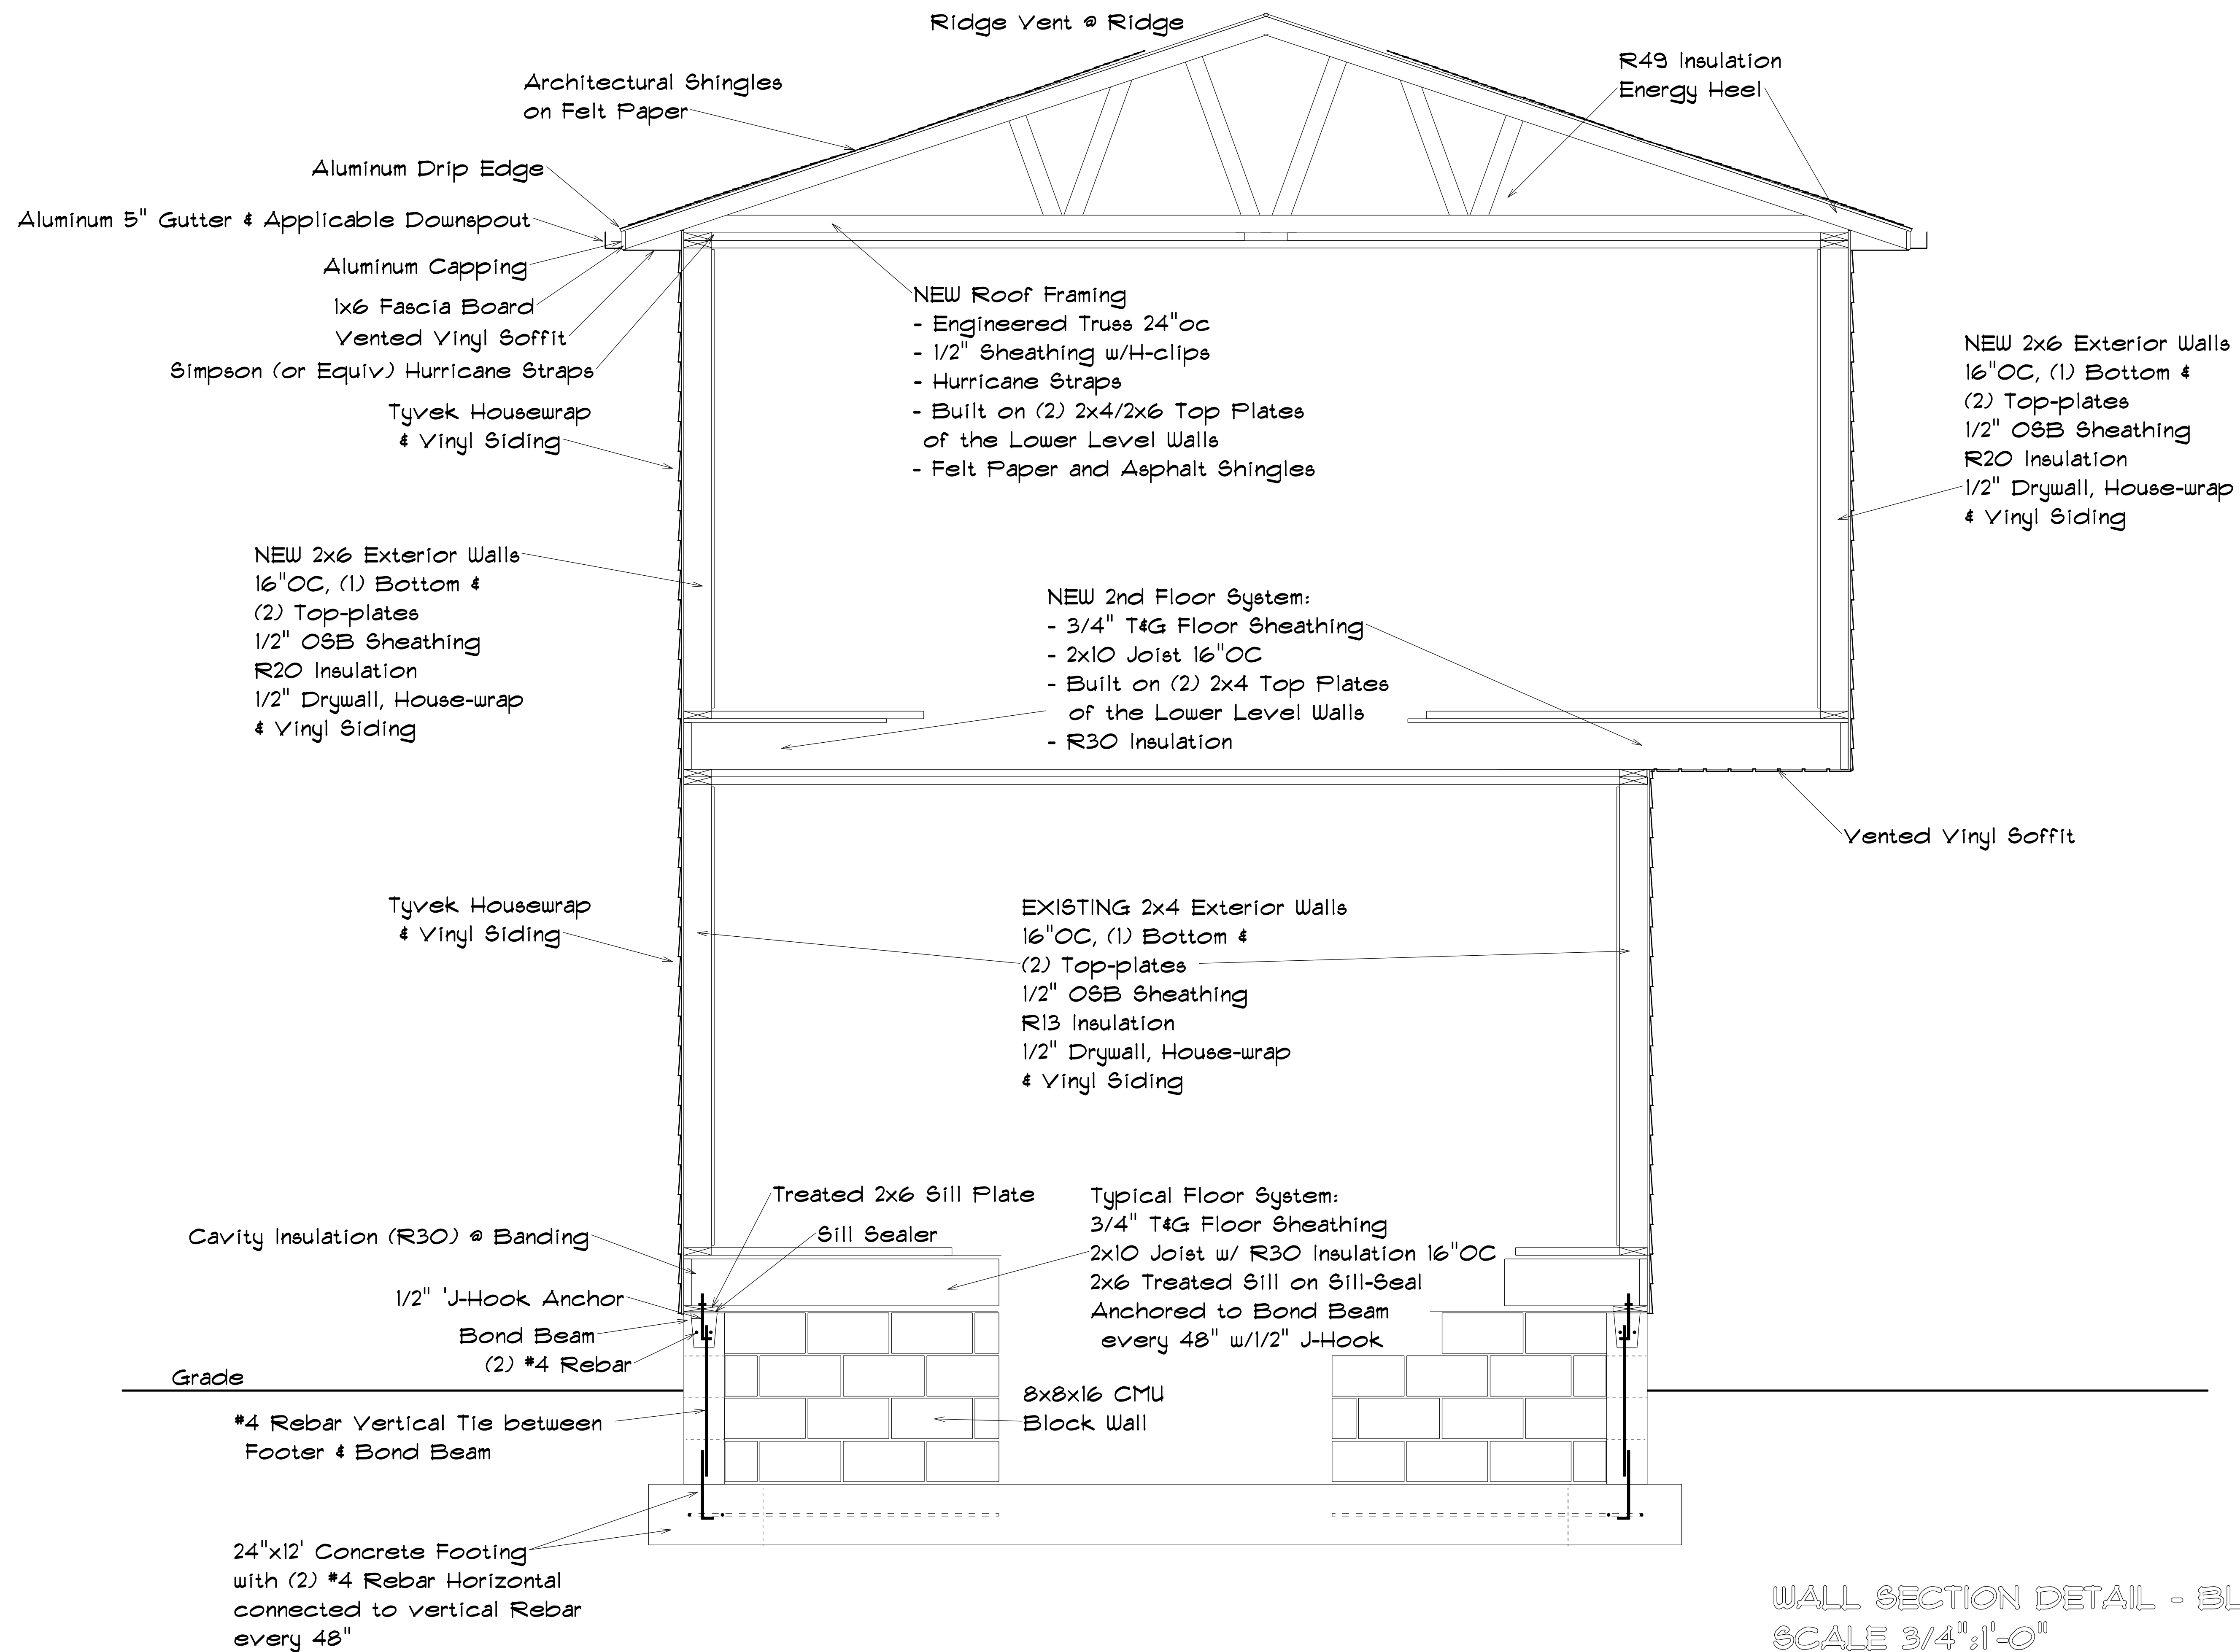 Ridge Vent @ Ridge
Architectural Shingles
on Felt Paper
R49 Insulation
Energy Heel
Aluminum Drip Edge
Aluminum 5" Gutter & Applicable Downspout
Aluminum Capping
1x6 Fascia Board
Vented Vinyl Soffit
Simpson (or Equiv) Hurricane Straps
Tyvek Housewrap
& Vinyl Siding
NEW Roof Framing
- Engineered Truss 24"oc
- 1/2" Sheathing w/H-clips
- Hurricane Straps
- Built on (2) 2x4/2x6 Top Plates
of the Lower Level Walls
- Felt Paper and Asphalt Shingles
NEW 2x6 Exterior Walls
16"OC, (1) Bottom &
(2) Top-plates
1/2" OSB Sheathing
R20 Insulation
1/2" Drywall, House-wrap
& Vinyl Siding
NEW 2x6 Exterior Walls
16"OC, (1) Bottom &
(2) Top-plates
1/2" OSB Sheathing
R20 Insulation
1/2" Drywall, House-wrap
& Vinyl Siding
NEW 2nd Floor System:
- 3/4" T&G Floor Sheathing
- 2x10 Joist 16"OC
- Built on (2) 2x4 Top Plates
of the Lower Level Walls
- R30 Insulation
Vented Vinyl Soffit
Tyvek Housewrap
& Vinyl Siding
EXISTING 2x4 Exterior Walls
16"OC, (1) Bottom &
(2) Top-plates
1/2" OSB Sheathing
R13 Insulation
1/2" Drywall, House-wrap
& Vinyl Siding
Treated 2x6 Sill Plate
Sill Sealer
Cavity Insulation (R30) @ Banding
1/2" 'J-Hook Anchor
Bond Beam
(2) #4 Rebar
Typical Floor System:
3/4" T&G Floor Sheathing
2x10 Joist w/ R30 Insulation 16"OC
2x6 Treated Sill on Sill-Seal
Anchored to Bond Beam
every 48" w/1/2" J-Hook
Grade
#4 Rebar Vertical Tie between
Footer & Bond Beam
8x8x16 CMU
Block Wall
24"x12' Concrete Footing
with (2) #4 Rebar Horizontal
connected to vertical Rebar
every 48"
WALL SECTION DETAIL - BL
SCALE 3/4":1'-0"